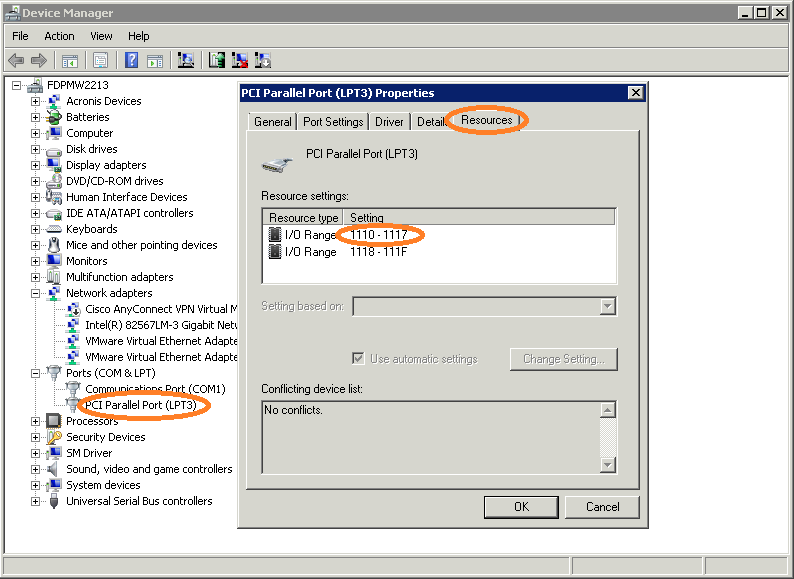 Device Manager
File Action View Help
FDPMW2213
Acronis Devices
Batteries
Computer
Disk drives
Display adapters
DVD/CD-ROM drives
Human Interface Devices
IDE ATA/ATAPI controllers
Keyboards
Mice and other pointing devices
Monitors
Multifunction adapters
Network adapters
Cisco AnyConnect VPN Virtual M
Intel(R) 82567LM-3 Gigabit Netw
VMware Virtual Ethernet Adapte
VMware Virtual Ethernet Adapte
Ports (COM & LPT)
Communications Port (COM1)
PCI Parallel Port (LPT3)
Processors
Security Devices
SM Driver
Sound, video and game controllers
System devices
Universal Serial Bus controllers
PCI Parallel Port (LPT3) Properties
General Port Settings Driver Details Resources
PCI Parallel Port (LPT3)
Resource settings:
Resource type Setting
I/O Range 1110 - 1117
I/O Range 1118 - 111F
Setting based on:
Use automatic settings Change Setting...
Conflicting device list:
No conflicts.
OK Cancel